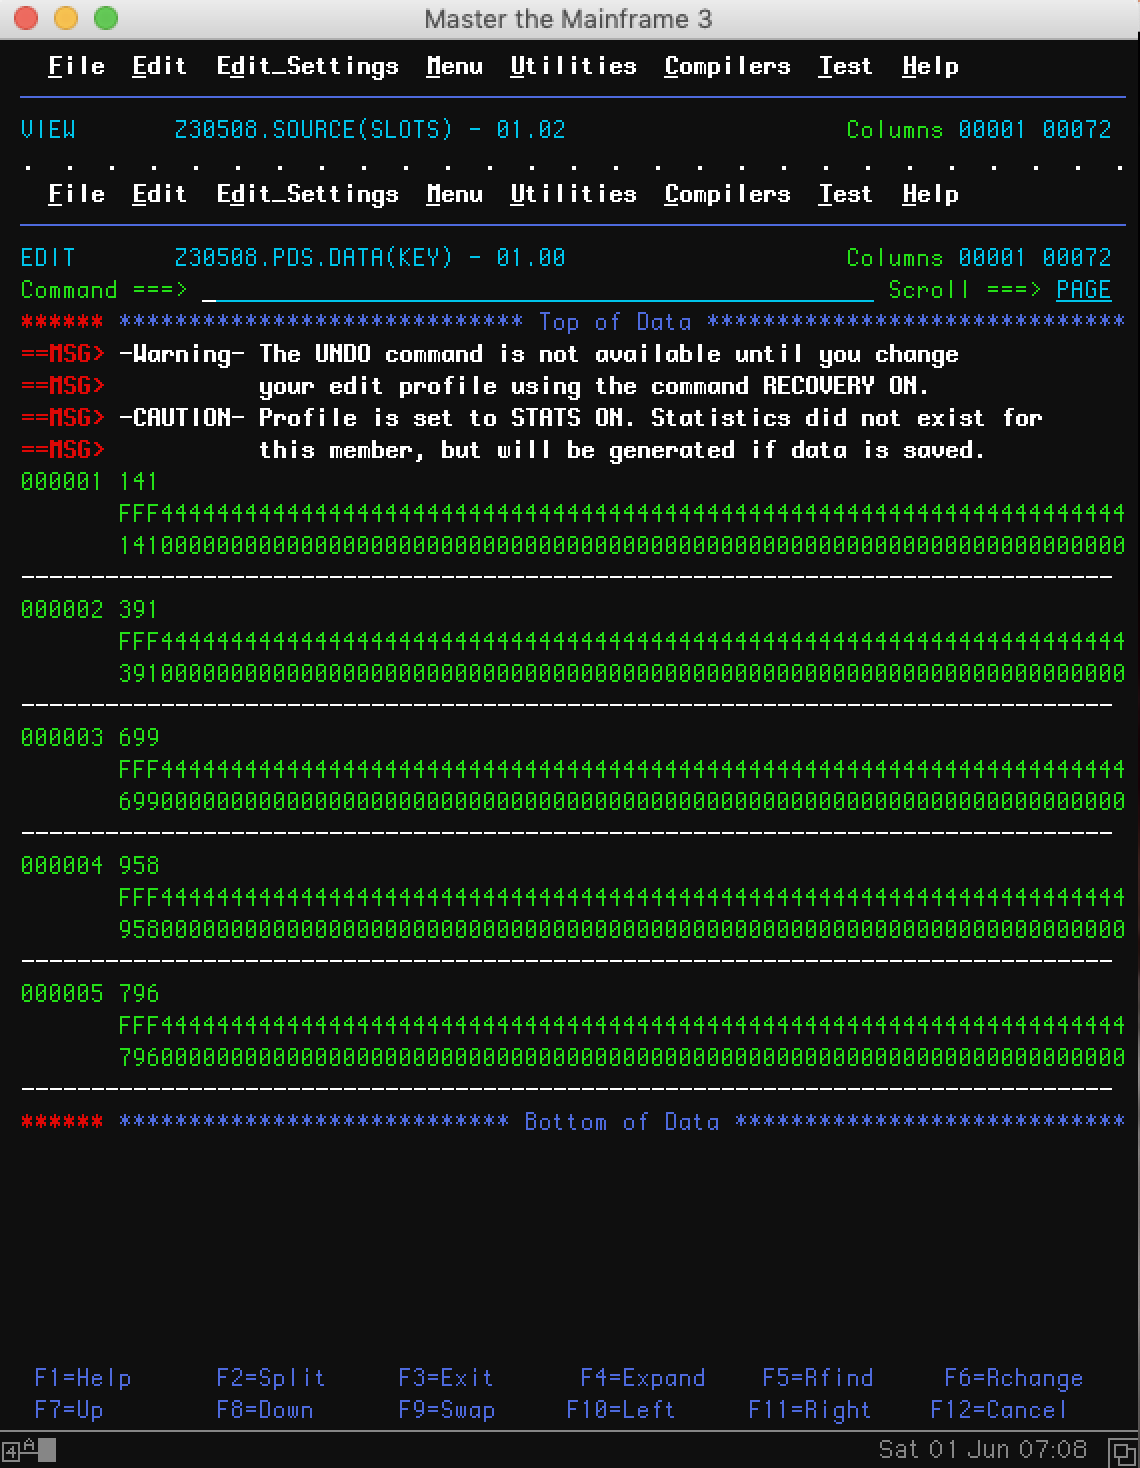 Master the Mainframe 3
File Edit Edit_Settings Menu Utilities Compilers Test Help
VIEW Z30508.SOURCE(SLOTS) - 01.02 Columns 00001 00072
. . . . . . . . . . . . . . . . . . . . . . . . . . .
File Edit Edit_Settings Menu Utilities Compilers Test Help
EDIT Z30508.PDS.DATA(KEY) - 01.00 Columns 00001 00072
Command ===> Scroll ===> PAGE
****** ***************************** Top of Data ******************************
==MSG> -Warning- The UNDO command is not available until you change
==MSG> your edit profile using the command RECOVERY ON.
==MSG> -CAUTION- Profile is set to STATS ON. Statistics did not exist for
==MSG> this member, but will be generated if data is saved.
000001 141
FFF444444444444444444444444444444444444444444444444444444444444444444444
141000000000000000000000000000000000000000000000000000000000000000000000
------------------------------------------------------------------------------
000002 391
FFF444444444444444444444444444444444444444444444444444444444444444444444
391000000000000000000000000000000000000000000000000000000000000000000000
------------------------------------------------------------------------------
000003 699
FFF444444444444444444444444444444444444444444444444444444444444444444444
699000000000000000000000000000000000000000000000000000000000000000000000
------------------------------------------------------------------------------
000004 958
FFF444444444444444444444444444444444444444444444444444444444444444444444
958000000000000000000000000000000000000000000000000000000000000000000000
------------------------------------------------------------------------------
000005 796
FFF444444444444444444444444444444444444444444444444444444444444444444444
796000000000000000000000000000000000000000000000000000000000000000000000
------------------------------------------------------------------------------
****** **************************** Bottom of Data ****************************
F1=Help F2=Split F3=Exit F4=Expand F5=Rfind F6=Rchange
F7=Up F8=Down F9=Swap F10=Left F11=Right F12=Cancel
4 A Sat 01 Jun 07:08